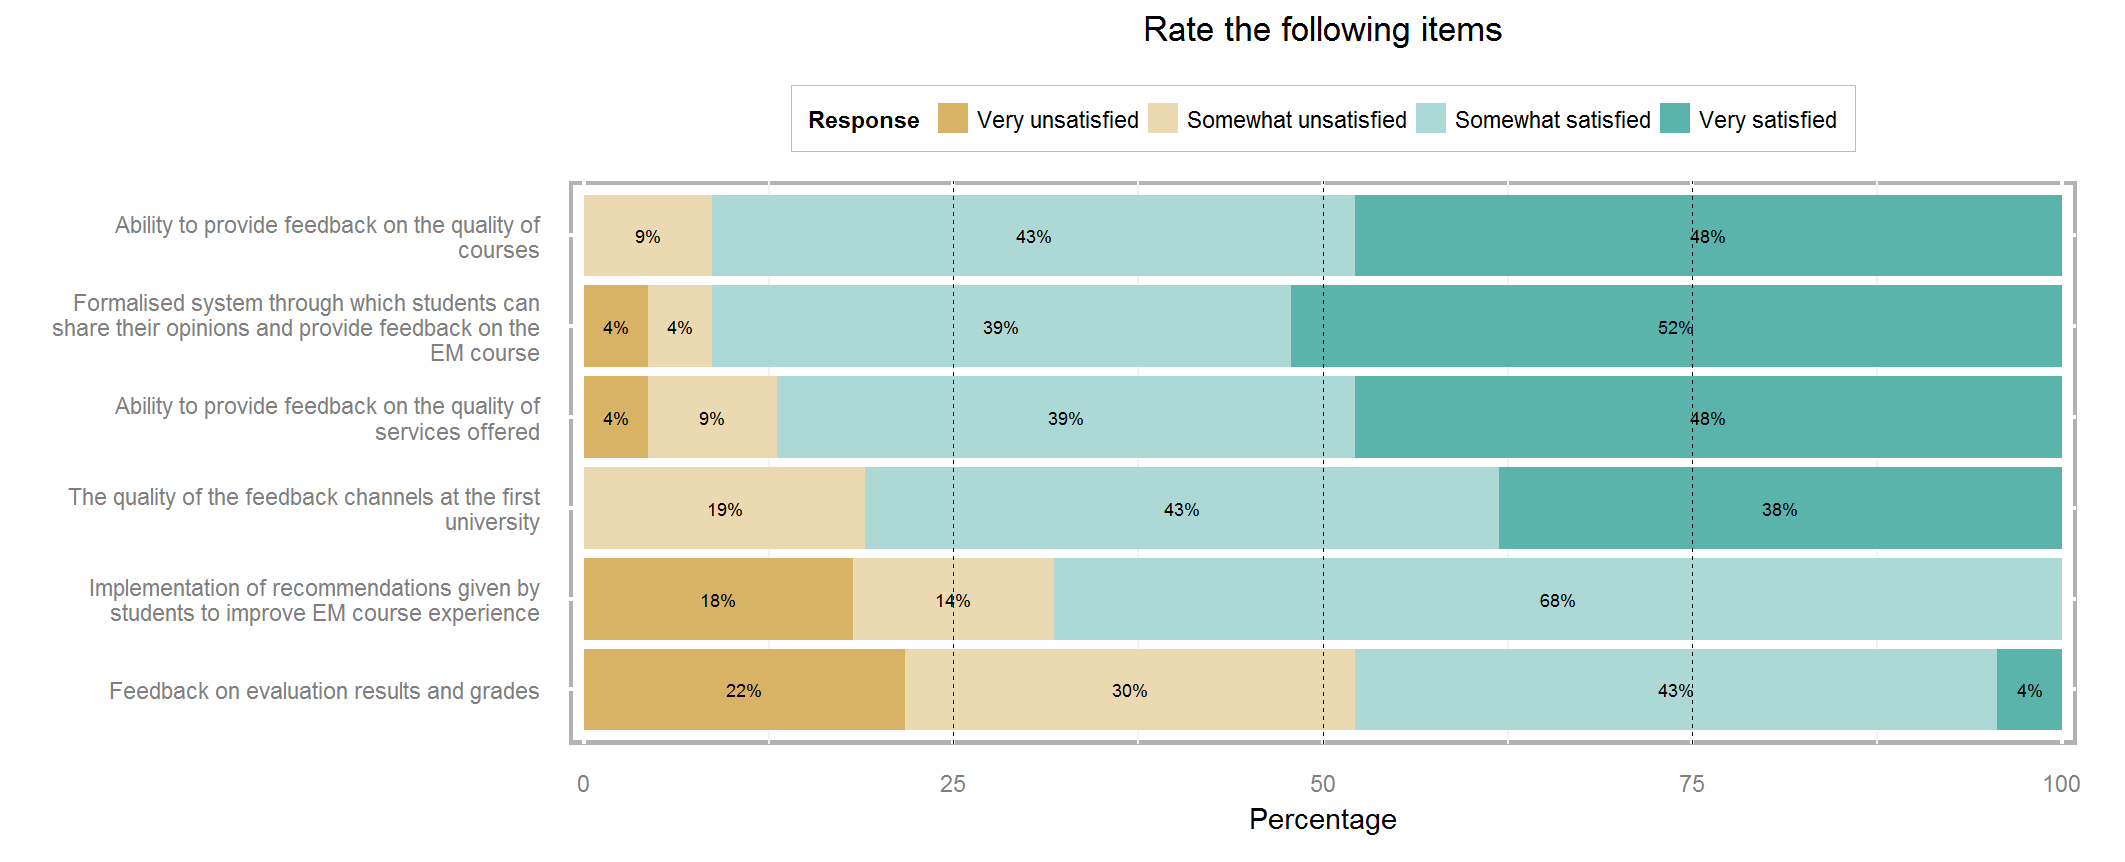 Rate the following items
Response Very unsatisfied Somewhat unsatisfied Somewhat satisfied Very satisfied
Ability to provide feedback on the quality of
courses
9% 43% 48%
Formalised system through which students can
share their opinions and provide feedback on the
EM course
4% 4% 39% 52%
Ability to provide feedback on the quality of
services offered
4% 9% 39% 48%
The quality of the feedback channels at the first
university
19% 43% 38%
Implementation of recommendations given by
students to improve EM course experience
18% 14% 68%
Feedback on evaluation results and grades
22% 30% 43% 4%
0 25 50 75 100
Percentage